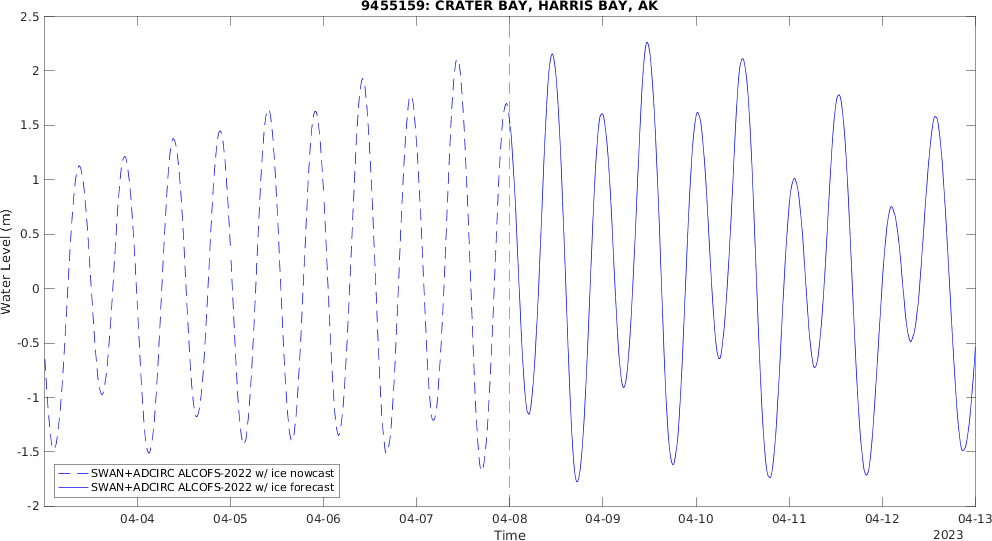 9455159: CRATER BAY, HARRIS BAY, AK
2.5
2
1.5
1
0.5
0
-0.5
-1
-1.5
-2
Water Level (m)
SWAN+ADCIRC ALCOFS-2022 w/ ice nowcast
SWAN+ADCIRC ALCOFS-2022 w/ ice forecast
04-04 04-05 04-06 04-07 04-08 04-09 04-10 04-11 04-12 04-13
Time
2023